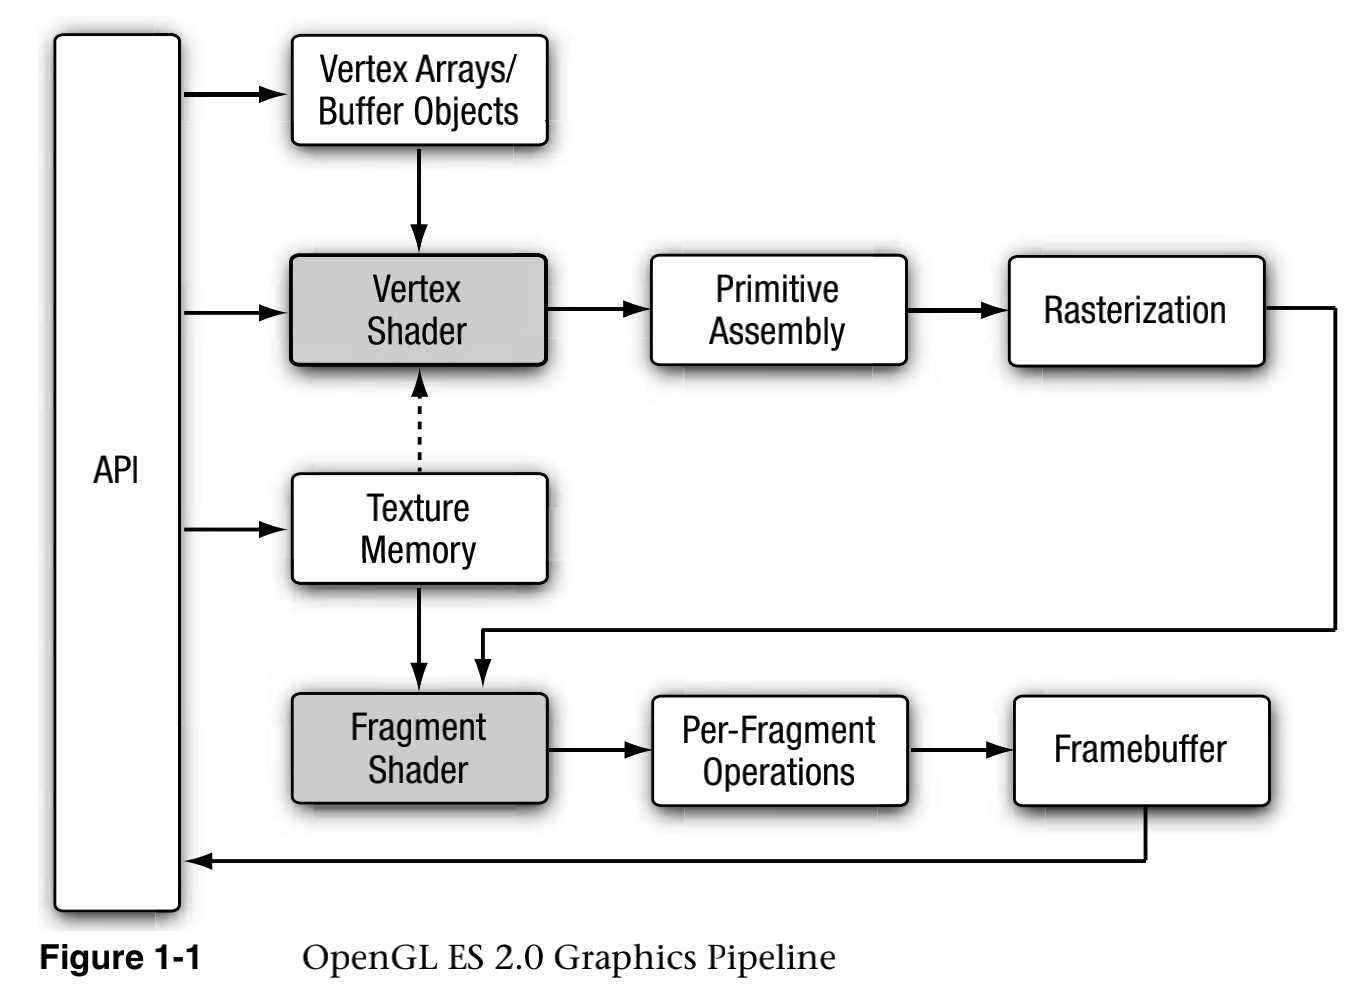 Vertex Arrays/
Buffer Objects
Vertex
Shader
Primitive
Assembly
Rasterization
API
Texture
Memory
Fragment
Shader
Per-Fragment
Operations
Framebuffer
Figure 1-1 OpenGL ES 2.0 Graphics Pipeline